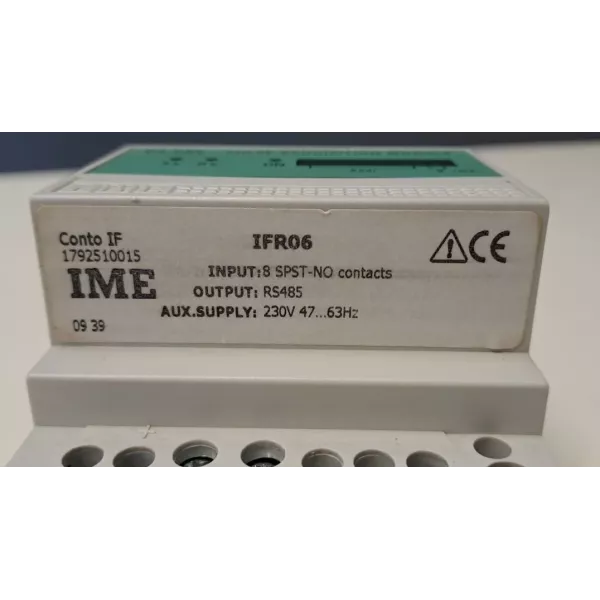 Conto IF
1792510015
IME
09 39
IFR06
INPUT:8 SPST-NO contacts
OUTPUT: RS485
AUX.SUPPLY: 230V 47...63Hz
CE